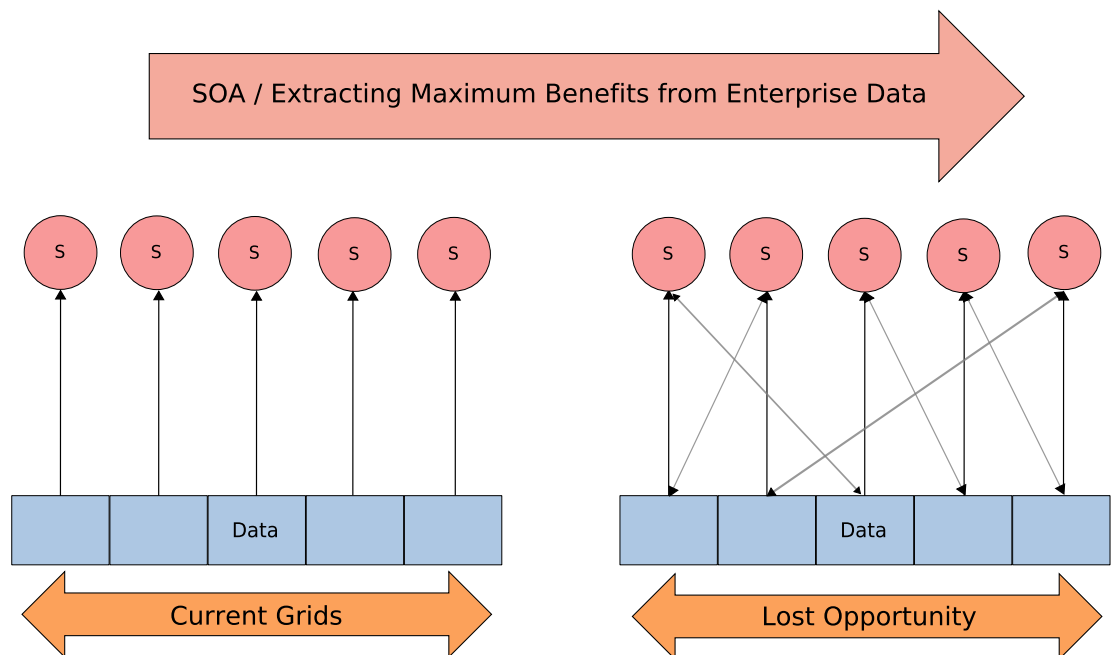 SOA / Extracting Maximum Benefits from Enterprise Data
S S S S S
S S S S S
Data
Data
Current Grids
Lost Opportunity